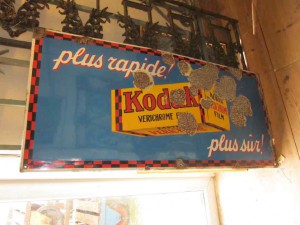 plus rapide!
Kodak
VERICHROME
FILM
plus sûr!